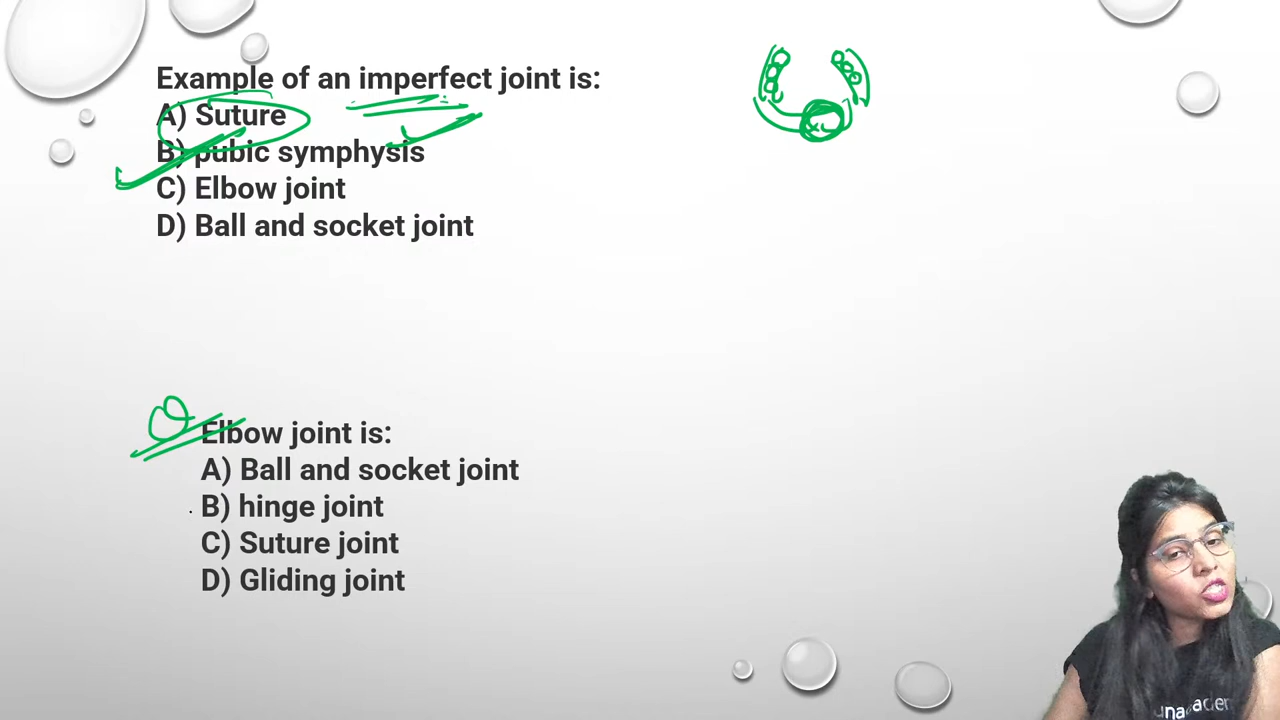 Example of an imperfect joint is:
A) Suture
B) pubic symphysis
C) Elbow joint
D) Ball and socket joint
Elbow joint is:
A) Ball and socket joint
B) hinge joint
C) Suture joint
D) Gliding joint